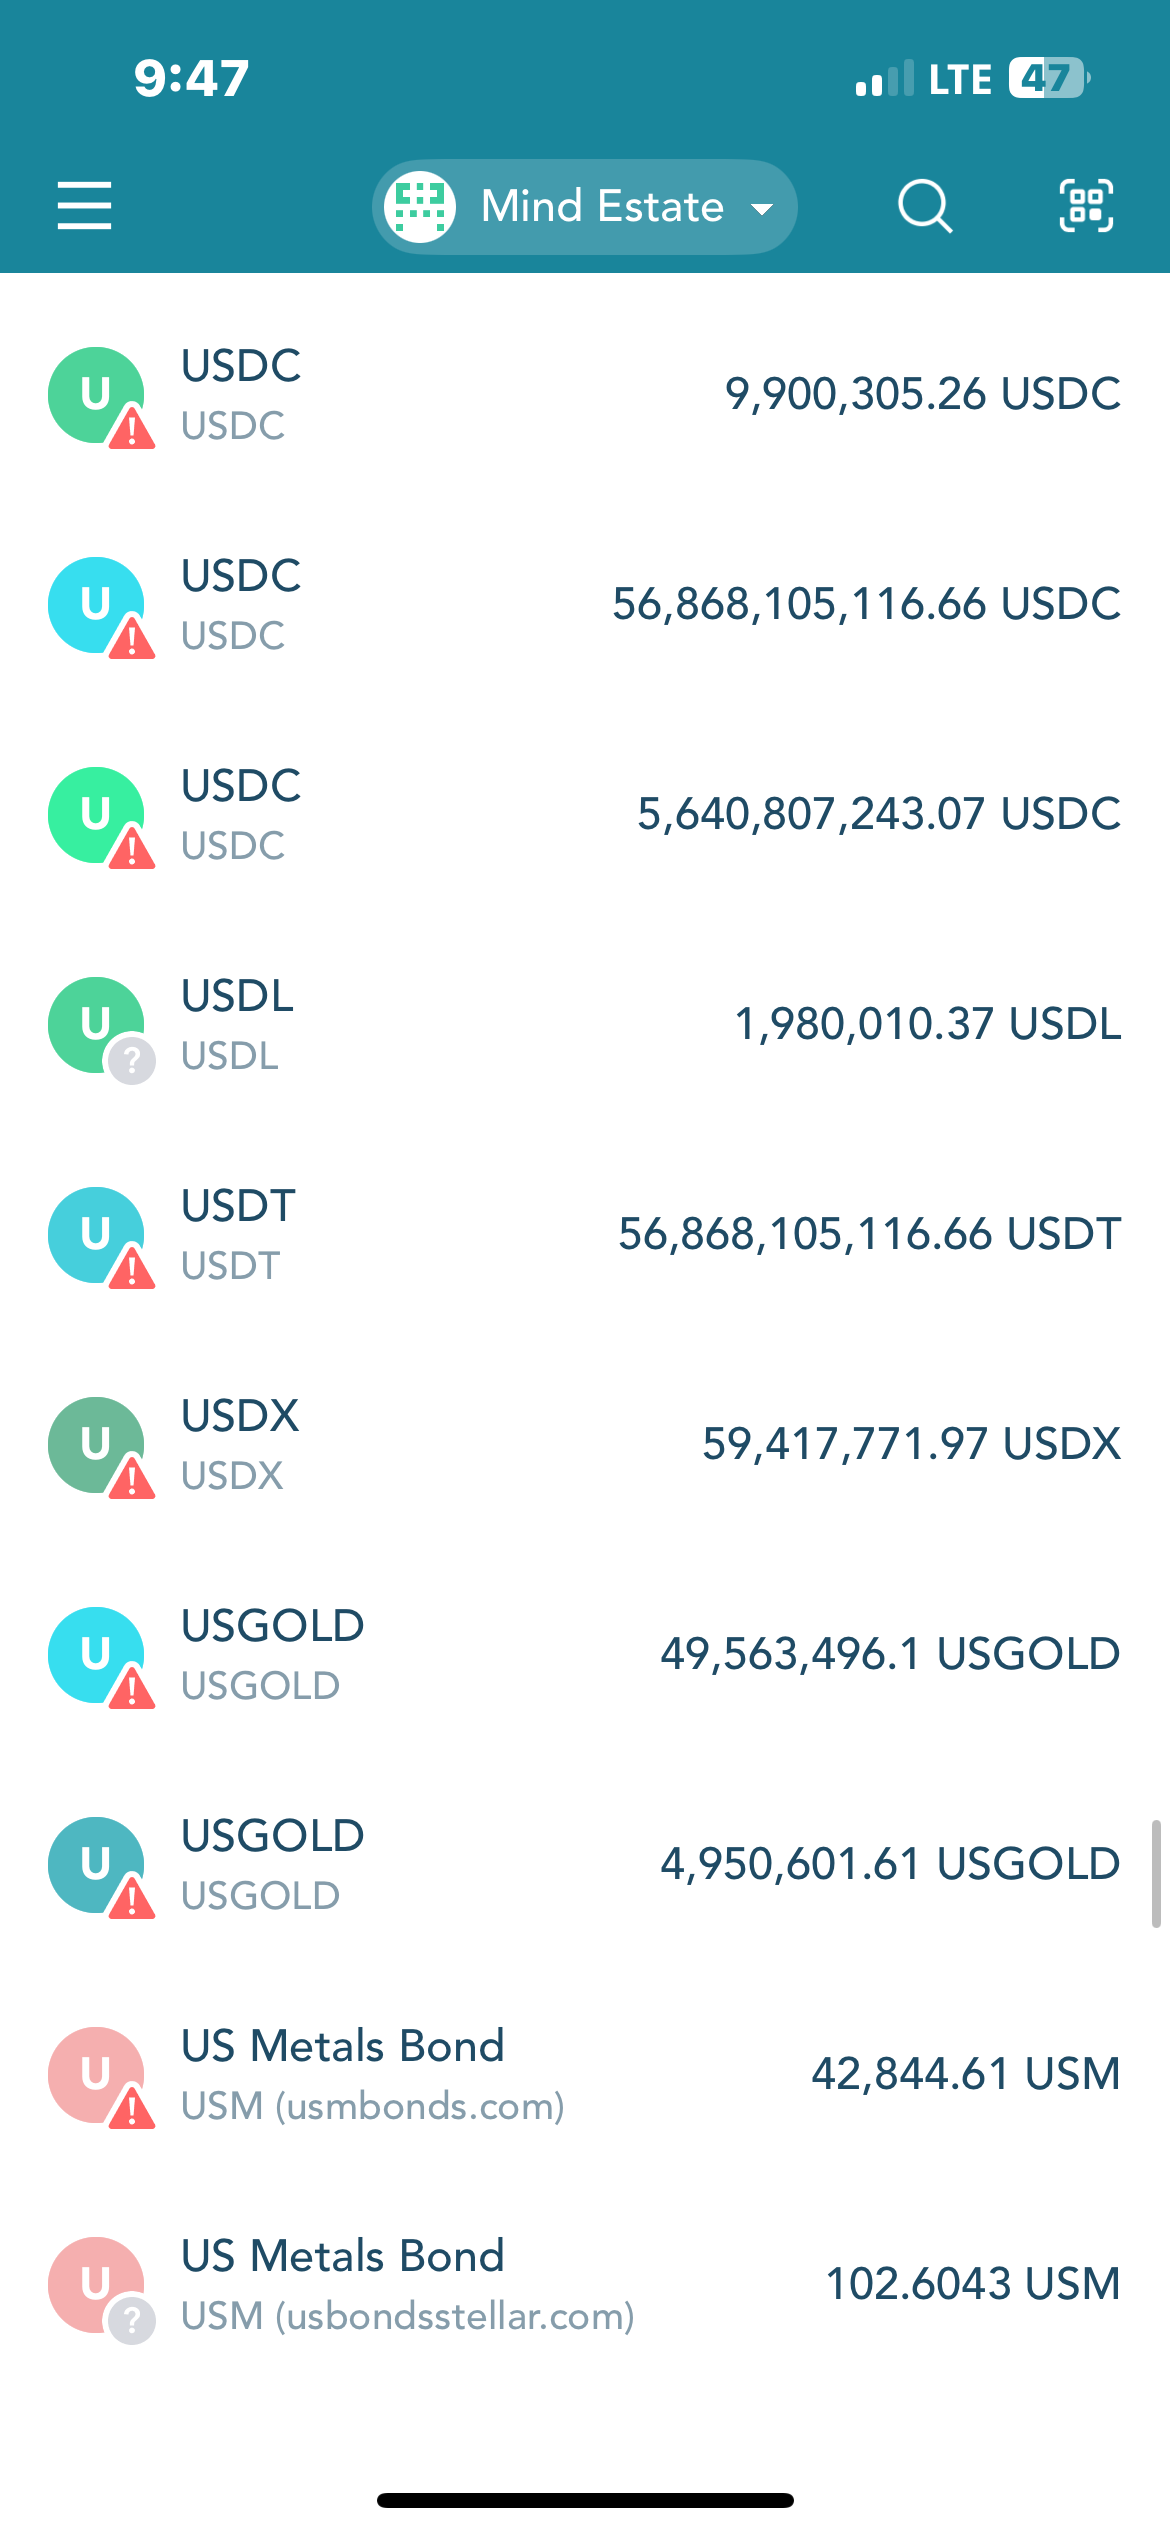 9:47
LTE 47
Mind Estate
U
USDC
USDC
9,900,305.26 USDC
U
USDC
USDC
56,868,105,116.66 USDC
U
USDC
USDC
5,640,807,243.07 USDC
U
USDL
USDL
1,980,010.37 USDL
?
U
USDT
USDT
56,868,105,116.66 USDT
U
USDX
USDX
59,417,771.97 USDX
U
USGOLD
USGOLD
49,563,496.1 USGOLD
U
USGOLD
USGOLD
4,950,601.61 USGOLD
U
US Metals Bond
USM (usmbonds.com)
42,844.61 USM
U
US Metals Bond
USM (usbondsstellar.com)
102.6043 USM
?